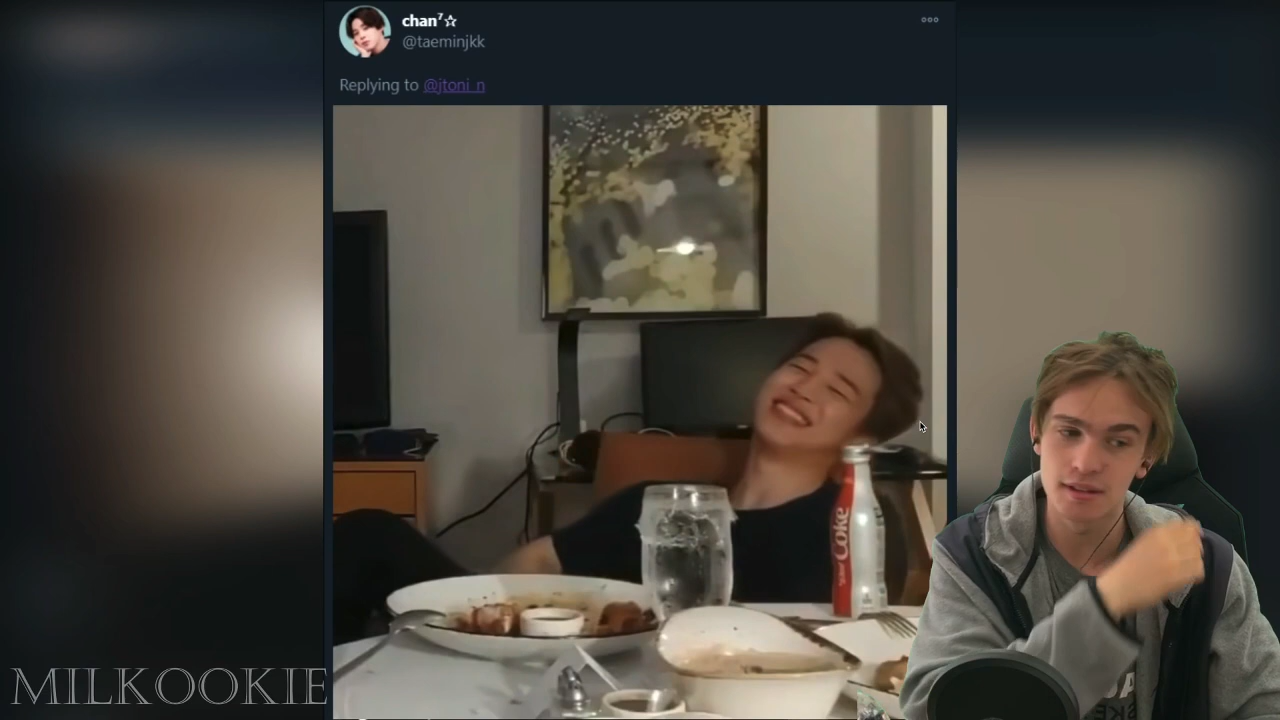 chan⁷☆
@taeminjkk
Replying to @jtoni_n
Coke
MILKOOKIE